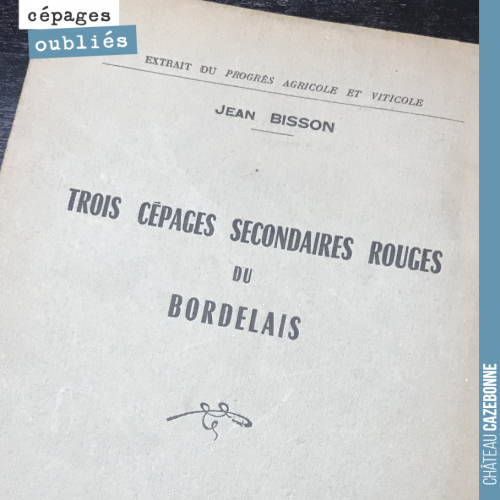 cépages
oubliés
EXTRAIT DU PROGRÈS AGRICOLE ET VITICOLE
JEAN BISSON
TROIS CÉPAGES SECONDAIRES ROUGES
DU
BORDELAIS
CHÂTEAU CAZEBONNE